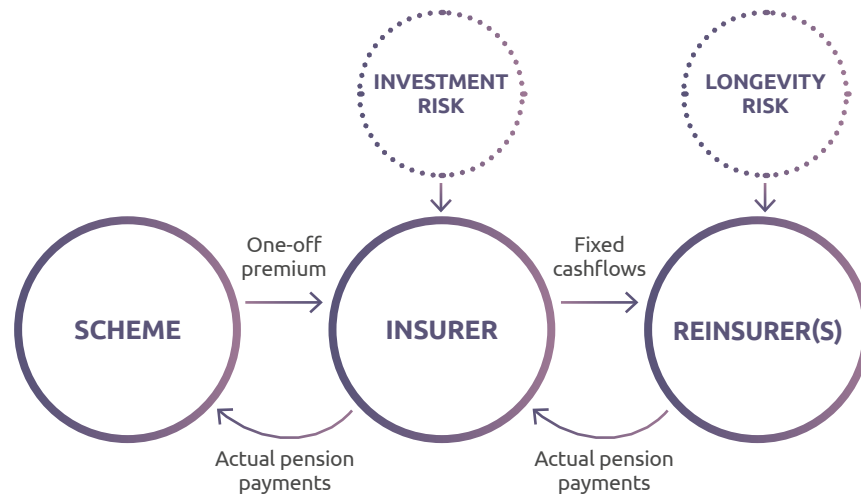 INVESTMENT
RISK
LONGEVITY
RISK
One-off
premium
Fixed
cashflows
SCHEME
INSURER
REINSURER(S)
Actual pension
payments
Actual pension
payments